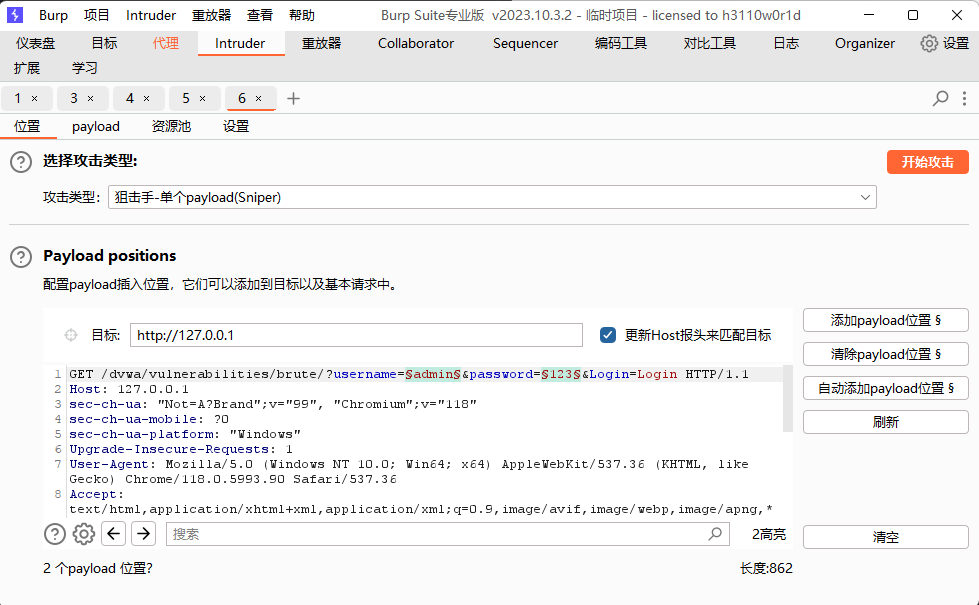 Burp 项目 Intruder 重放器 查看 帮助 Burp Suite专业版 v2023.10.3.2 - 临时项目 - licensed to h3110w0r1d
仪表盘 目标 代理 Intruder 重放器 Collaborator Sequencer 编码工具 对比工具 日志 Organizer 设置
扩展 学习
1 × 3 × 4 × 5 × 6 × +
位置 payload 资源池 设置
? 选择攻击类型: 开始攻击
攻击类型: 狙击手-单个payload(Sniper)
? Payload positions
配置payload插入位置，它们可以添加到目标以及基本请求中。
目标: http://127.0.0.1 更新Host报头来匹配目标
添加payload位置 §
清除payload位置 §
自动添加payload位置 §
刷新
1 GET /dvwa/vulnerabilities/brute/?username=§admin§&password=§123§&Login=Login HTTP/1.1
2 Host: 127.0.0.1
3 sec-ch-ua: "Not=A?Brand";v="99", "Chromium";v="118"
4 sec-ch-ua-mobile: ?0
5 sec-ch-ua-platform: "Windows"
6 Upgrade-Insecure-Requests: 1
7 User-Agent: Mozilla/5.0 (Windows NT 10.0; Win64; x64) AppleWebKit/537.36 (KHTML, like
Gecko) Chrome/118.0.5993.90 Safari/537.36
8 Accept:
text/html,application/xhtml+xml,application/xml;q=0.9,image/avif,image/webp,image/apng,*
? 搜索 2高亮 清空
2 个payload 位置? 长度:862